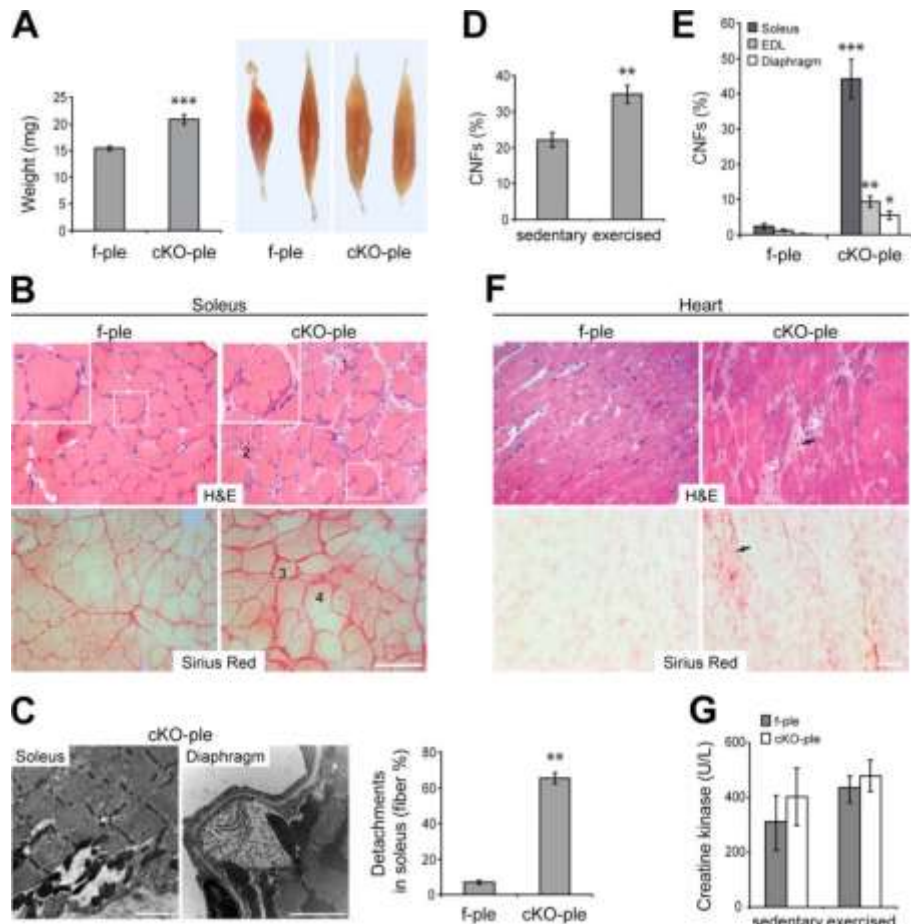 A
Weight (mg)
25
20
15
10
5
0
***
f-ple
cKO-ple
f-ple
cKO-ple
D
CNFs (%)
40
30
20
10
0
**
sedentary exercised
E
CNFs (%)
60
50
40
30
20
10
0
Soleus
EDL
Diaphragm
***
**
*
f-ple
cKO-ple
B
Soleus
f-ple
cKO-ple
1
2
H&E
3
4
Sirius Red
F
Heart
f-ple
cKO-ple
H&E
Sirius Red
C
cKO-ple
Soleus
Diaphragm
Detachments
in soleus (fiber %)
80
60
40
20
0
**
f-ple
cKO-ple
G
f-ple
cKO-ple
Creatine kinase (U/L)
600
400
200
0
sedentary exercised